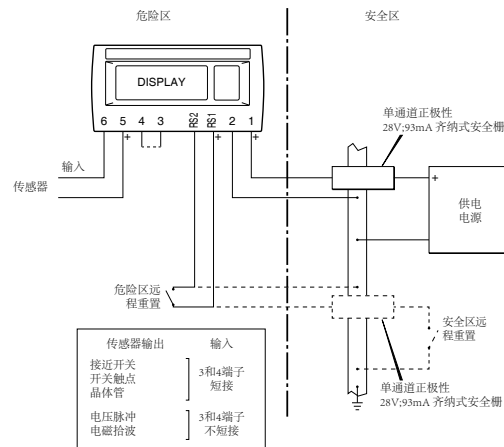 危险区
安全区
DISPLAY
6 5 4 3 RS2 RS1 2 1
+ + +
输入
传感器
单通道正极性
28V;93mA 齐纳式安全栅
+
供电
电源
危险区远
程重置
安全区远
程重置
传感器输出 输入
接近开关
开关触点
晶体管
3和4端子
短接
电压脉冲
电磁拾波
3和4端子
不短接
单通道正极性
28V;93mA 齐纳式安全栅